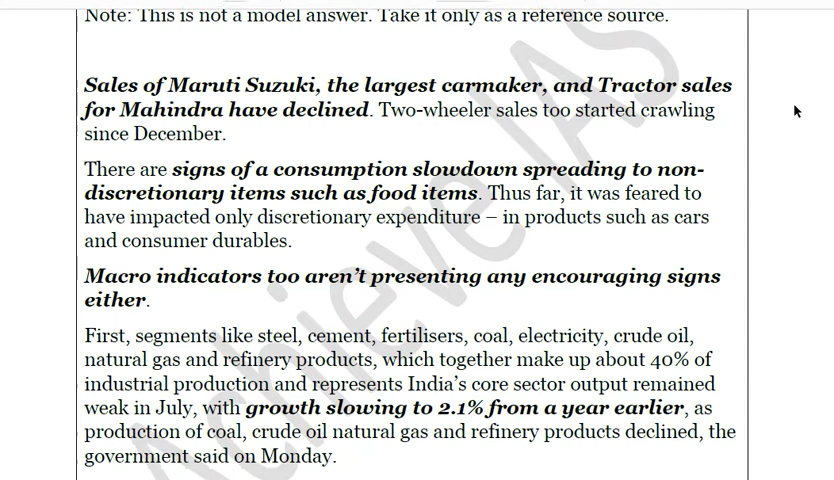 Note: This is not a model answer. Take it only as a reference source.
Sales of Maruti Suzuki, the largest carmaker, and Tractor sales
for Mahindra have declined. Two-wheeler sales too started crawling
since December.
There are signs of a consumption slowdown spreading to non-
discretionary items such as food items. Thus far, it was feared to
have impacted only discretionary expenditure – in products such as cars
and consumer durables.
Macro indicators too aren't presenting any encouraging signs
either.
First, segments like steel, cement, fertilisers, coal, electricity, crude oil,
natural gas and refinery products, which together make up about 40% of
industrial production and represents India's core sector output remained
weak in July, with growth slowing to 2.1% from a year earlier, as
production of coal, crude oil natural gas and refinery products declined, the
government said on Monday.
Achieve IAS